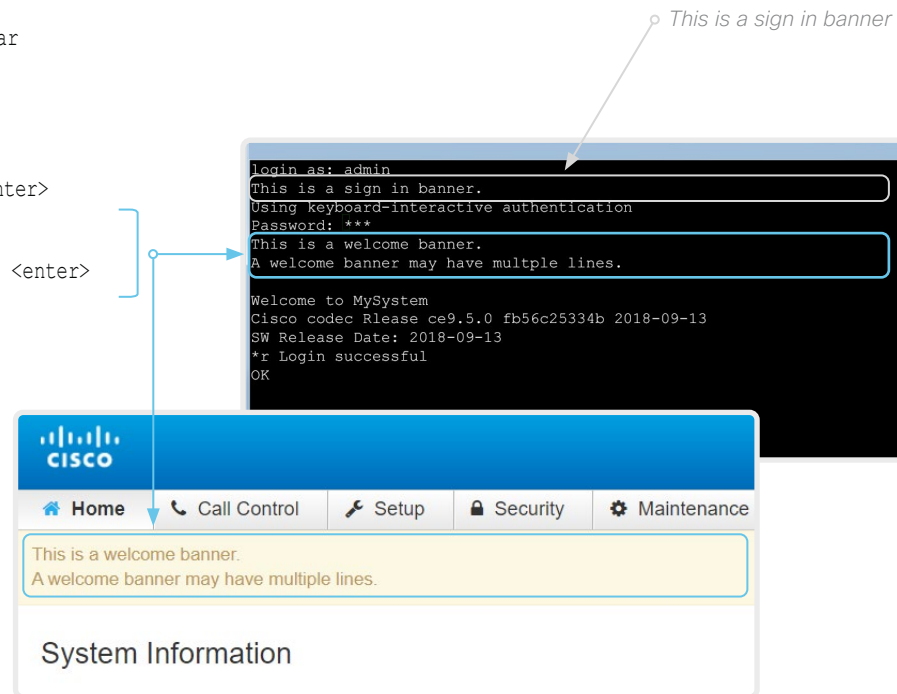 This is a sign in banner
ar
nter>
<enter>
login as: admin
This is a sign in banner.
Using keyboard-interactive authentication
Password: ***
This is a welcome banner.
A welcome banner may have multple lines.
Welcome to MySystem
Cisco codec Rlease ce9.5.0 fb56c25334b 2018-09-13
SW Release Date: 2018-09-13
*r Login successful
OK
CISCO
Home Call Control Setup Security Maintenance
This is a welcome banner.
A welcome banner may have multiple lines.
System Information